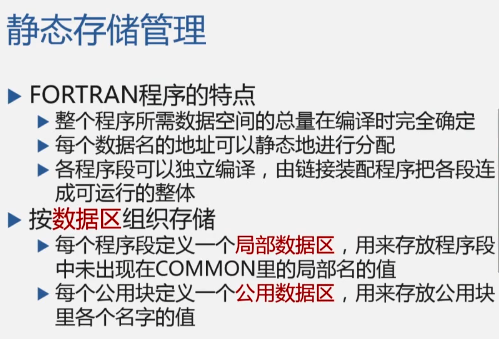 静态存储管理
FORTRAN程序的特点
整个程序所需数据空间的总量在编译时完全确定
每个数据名的地址可以静态地进行分配
各程序段可以独立编译，由链接装配程序把各段连
成可运行的整体
按数据区组织存储
每个程序段定义一个局部数据区，用来存放程序段
中未出现在COMMON里的局部名的值
每个公用块定义一个公用数据区，用来存放公用块
里各个名字的值